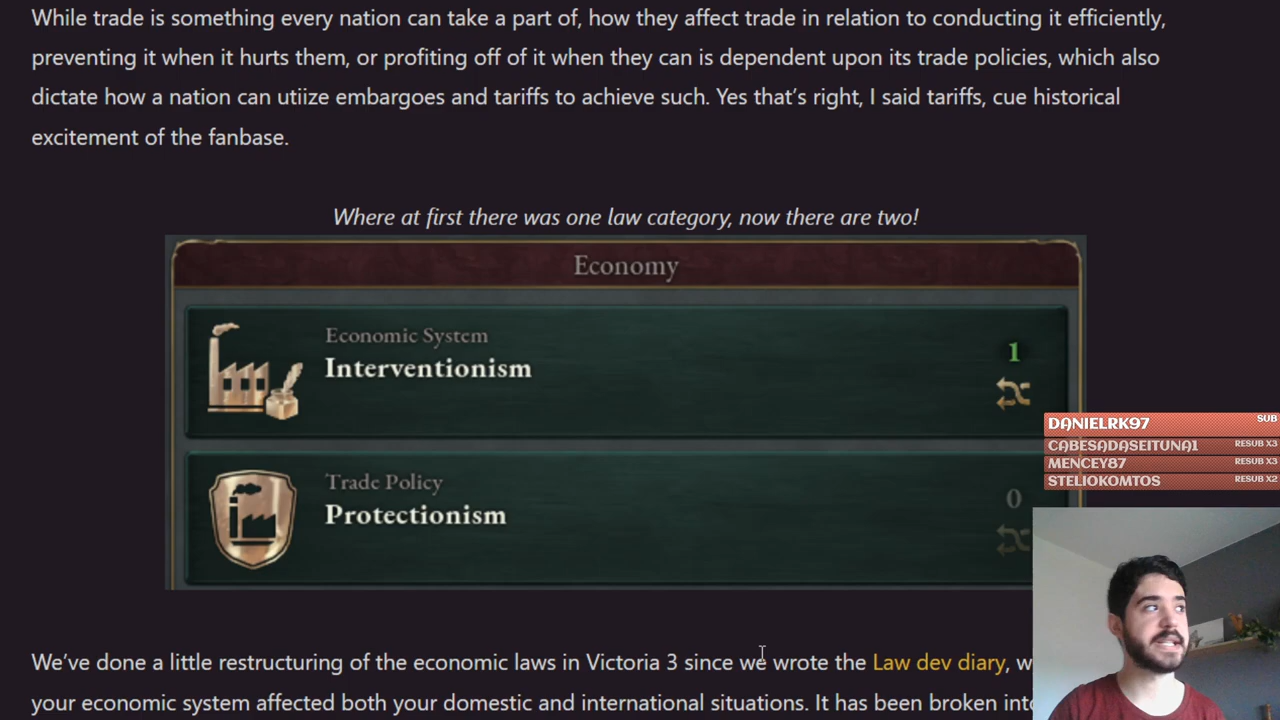 While trade is something every nation can take a part of, how they affect trade in relation to conducting it efficiently,
preventing it when it hurts them, or profiting off of it when they can is dependent upon its trade policies, which also
dictate how a nation can utiize embargoes and tariffs to achieve such. Yes that's right, I said tariffs, cue historical
excitement of the fanbase.
Where at first there was one law category, now there are two!
Economy
Economic System
Interventionism
1
Trade Policy
Protectionism
0
DANIELRK97 SUB
CABESADASEITUNA1 RESUB X3
MENCEY87 RESUB X3
STELIOKOMTOS RESUB X2
We've done a little restructuring of the economic laws in Victoria 3 since we wrote the Law dev diary, w
your economic system affected both your domestic and international situations. It has been broken into